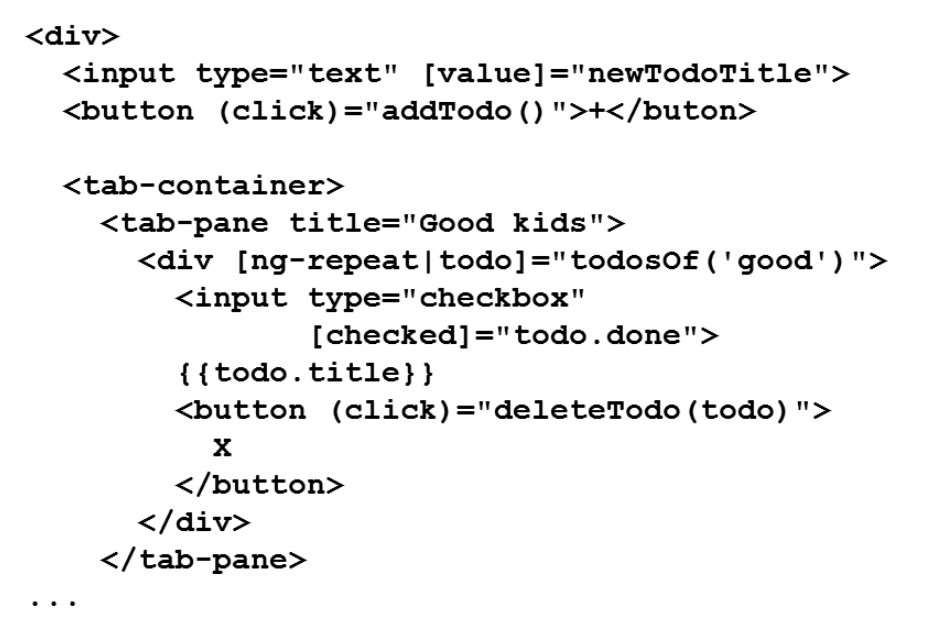 <div>
<input type="text" [value]="newTodoTitle">
<button (click)="addTodo()">+</buton>
<tab-container>
<tab-pane title="Good kids">
<div [ng-repeat|todo]="todosOf('good')">
<input type="checkbox"
[checked]="todo.done">
{{todo.title}}
<button (click)="deleteTodo(todo)">
X
</button>
</div>
</tab-pane>
...